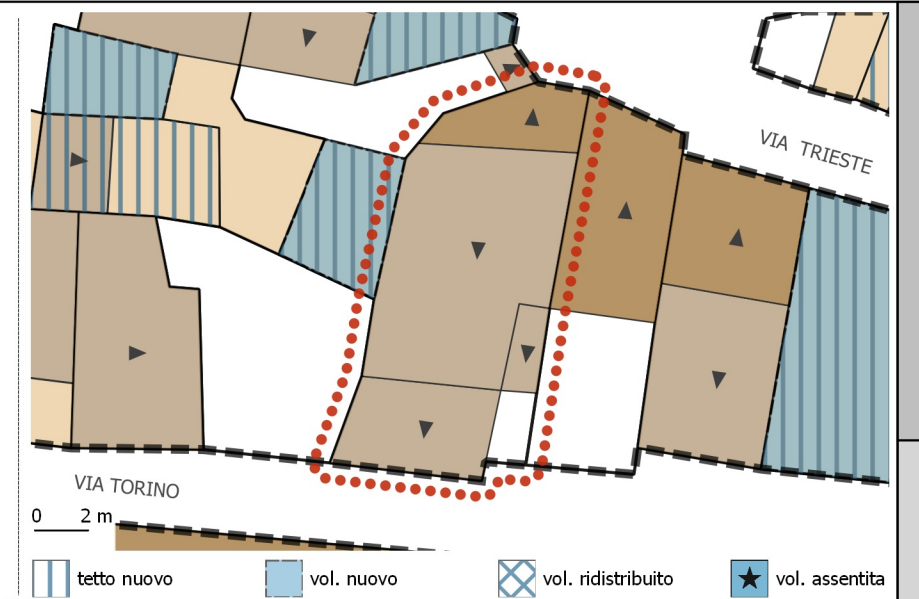 VIA TRIESTE
VIA TORINO
0 2 m
tetto nuovo
vol. nuovo
vol. ridistribuito
vol. assentita